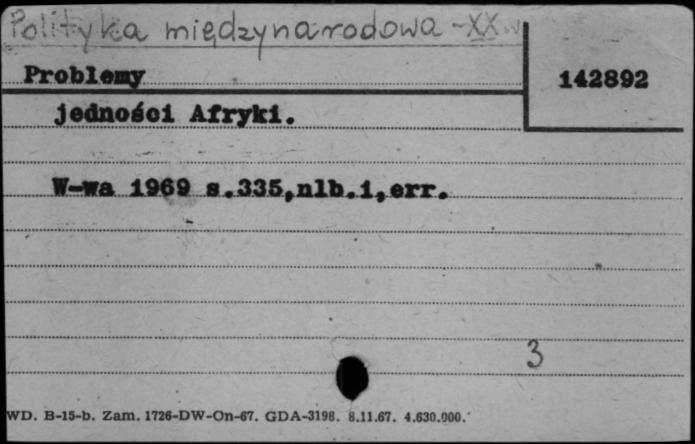 Polityka międzynarodowa - XX w
Problemy
142892
jedności Afryki.
W-wa 1969 s.335,nlb.1,err.
3
WD. B-15-b. Zam. 1726-DW-On-67. GDA-3198. 8.11.67. 4.630.000.